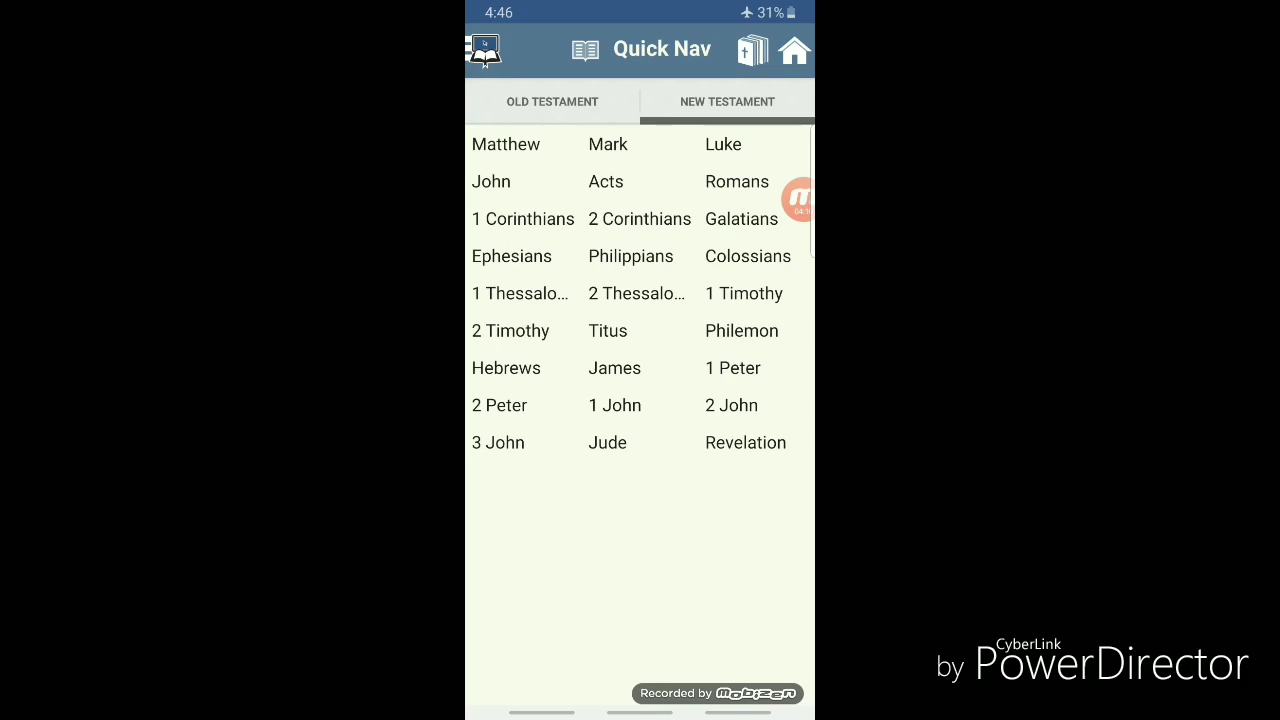 4:46 31%
Quick Nav
OLD TESTAMENT NEW TESTAMENT
Matthew Mark Luke
John Acts Romans
1 Corinthians 2 Corinthians Galatians
Ephesians Philippians Colossians
1 Thessalo... 2 Thessalo... 1 Timothy
2 Timothy Titus Philemon
Hebrews James 1 Peter
2 Peter 1 John 2 John
3 John Jude Revelation
CyberLink
by PowerDirector
Recorded by mobizen